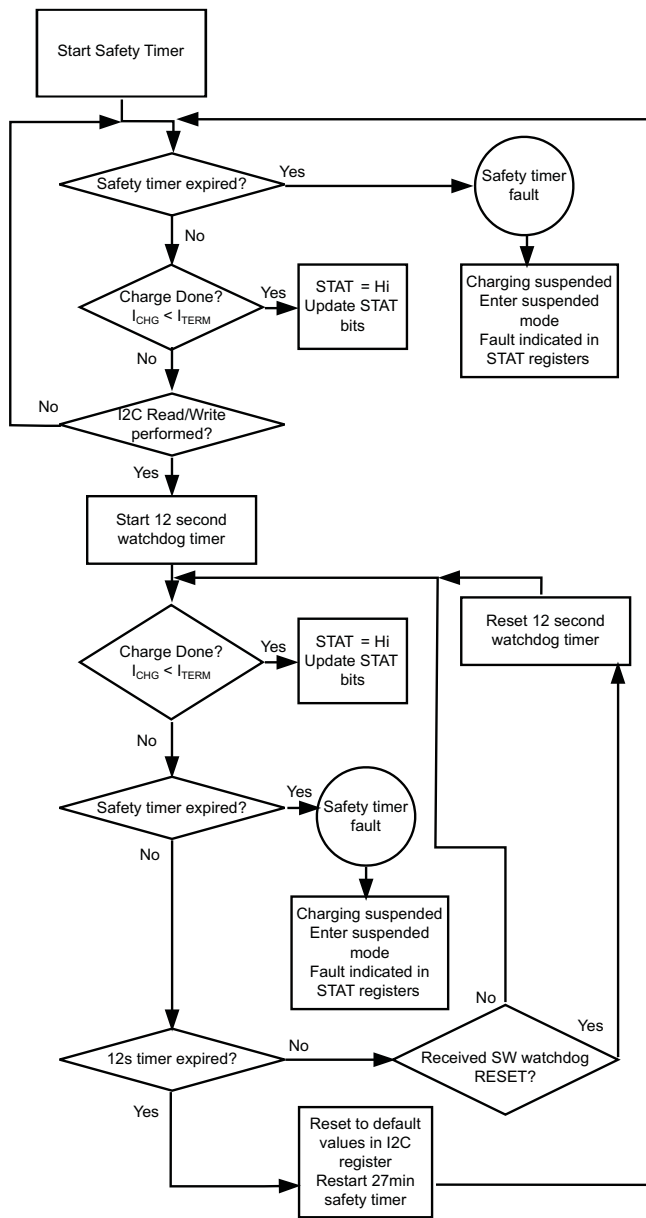 Start Safety Timer
Safety timer expired?
Yes
Safety timer
fault
No
Charging suspended
Enter suspended
mode
Fault indicated in
STAT registers
Charge Done?
I_CHG < I_TERM
Yes
STAT = Hi
Update STAT
bits
No
No
I2C Read/Write
performed?
Yes
Start 12 second
watchdog timer
Reset 12 second
watchdog timer
Charge Done?
I_CHG < I_TERM
Yes
STAT = Hi
Update STAT
bits
No
Safety timer expired?
Yes
Safety timer
fault
No
Charging suspended
Enter suspended
mode
Fault indicated in
STAT registers
No
Yes
12s timer expired?
No
Received SW watchdog
RESET?
Yes
Reset to default
values in I2C
register
Restart 27min
safety timer